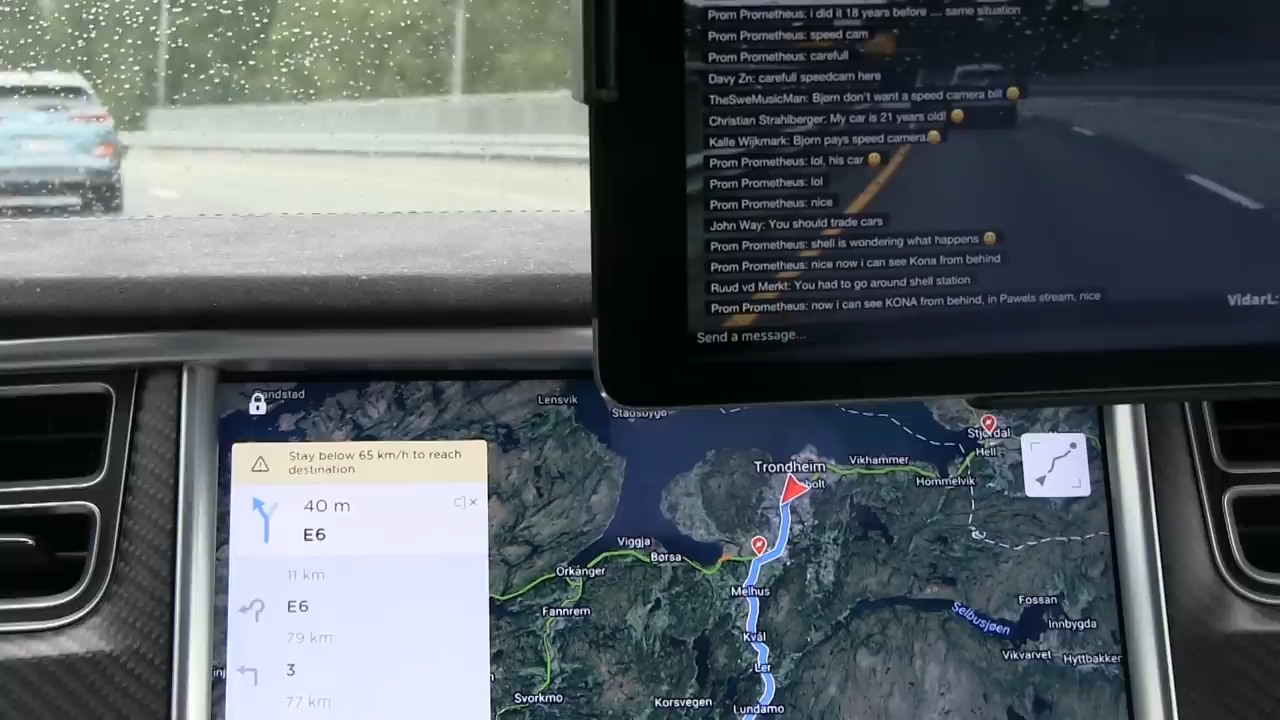 Prom Prometheus: i did it 18 years before .... same situation
Prom Prometheus: speed cam
Prom Prometheus: carefull
Davy Zn: carefull speedcam here
TheSweMusicMan: Bjørn don't want a speed camera bill
Christian Strahlberger: My car is 21 years old!
Kalle Wijkmark: Bjorn pays speed camera
Prom Prometheus: lol, his car
Prom Prometheus: lol
Prom Prometheus: nice
John Way: You should trade cars
Prom Prometheus: shell is wondering what happens
Prom Prometheus: nice now i can see Kona from behind
Ruud vd Merkt: You had to go around shell station
Prom Prometheus: now i can see KONA from behind, in Pawels stream, nice
VidarL
Send a message...
Lensvik
Stadsbygd
Stjørdal
Hell
Stay below 65 km/h to reach
destination
Trondheim
Vikhammer
Hommelvik
40 m
E6
Viggja
Børsa
Orkanger
11 km
Melhus
E6
Fannrem
Selbusjøen
Fossan
Innbygda
79 km
Kvål
Vikvarvet
Hyttbakker
3
Ler
77 km
Svorkmo
Korsvegen
Lundamo